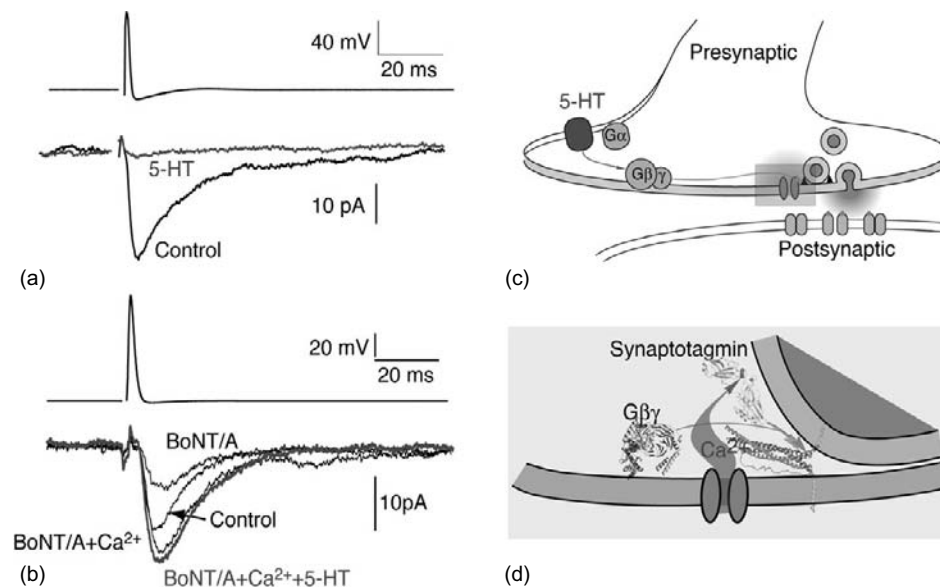 40 mV
20 ms
5-HT
10 pA
Control
(a)
20 mV
20 ms
BoNT/A
Control
10pA
BoNT/A+Ca²⁺
BoNT/A+Ca²⁺+5-HT
(b)
Presynaptic
5-HT
Gα
Gβγ
Postsynaptic
(c)
Synaptotagmin
Gβγ
Ca²⁺
(d)